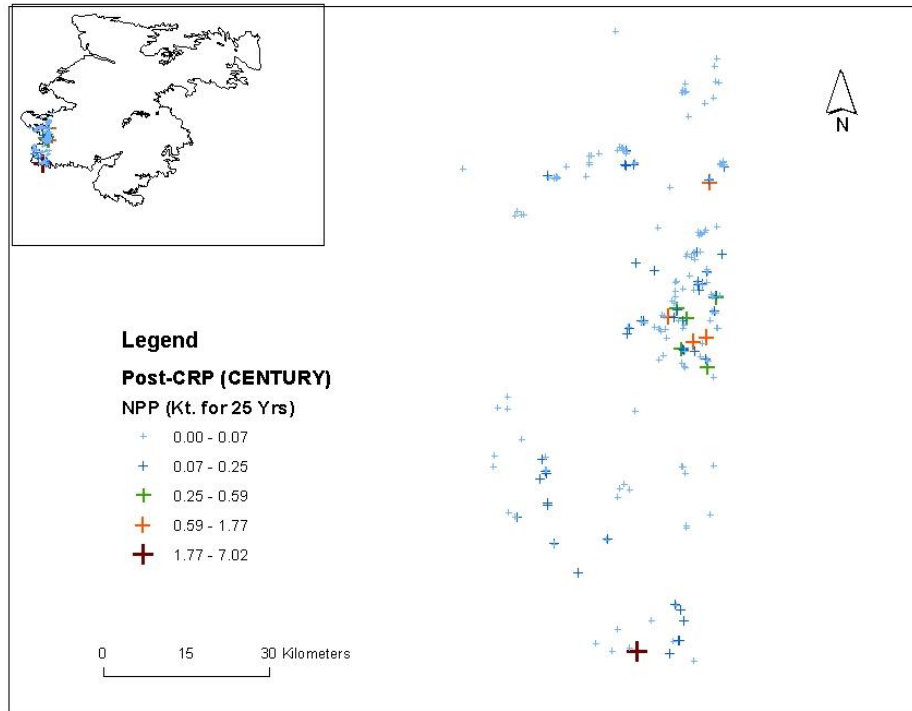 N
Legend
Post-CRP (CENTURY)
NPP (Kt. for 25 Yrs)
0.00 - 0.07
0.07 - 0.25
0.25 - 0.59
0.59 - 1.77
1.77 - 7.02
0 15 30 Kilometers